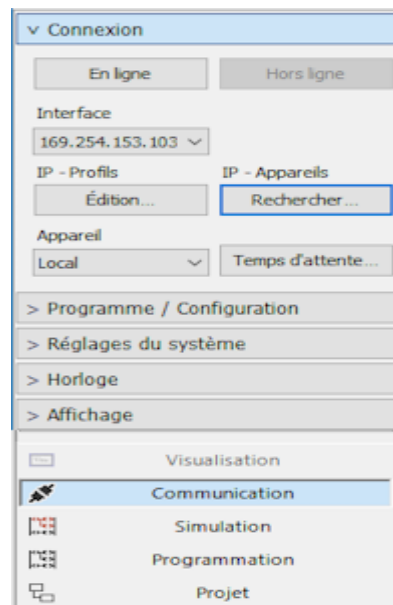 v Connexion
En ligne Hors ligne
Interface
169.254.153.103
IP - Profils IP - Appareils
Édition... Rechercher...
Appareil
Local Temps d'attente...
> Programme / Configuration
> Réglages du système
> Horloge
> Affichage
Visualisation
Communication
Simulation
Programmation
Projet